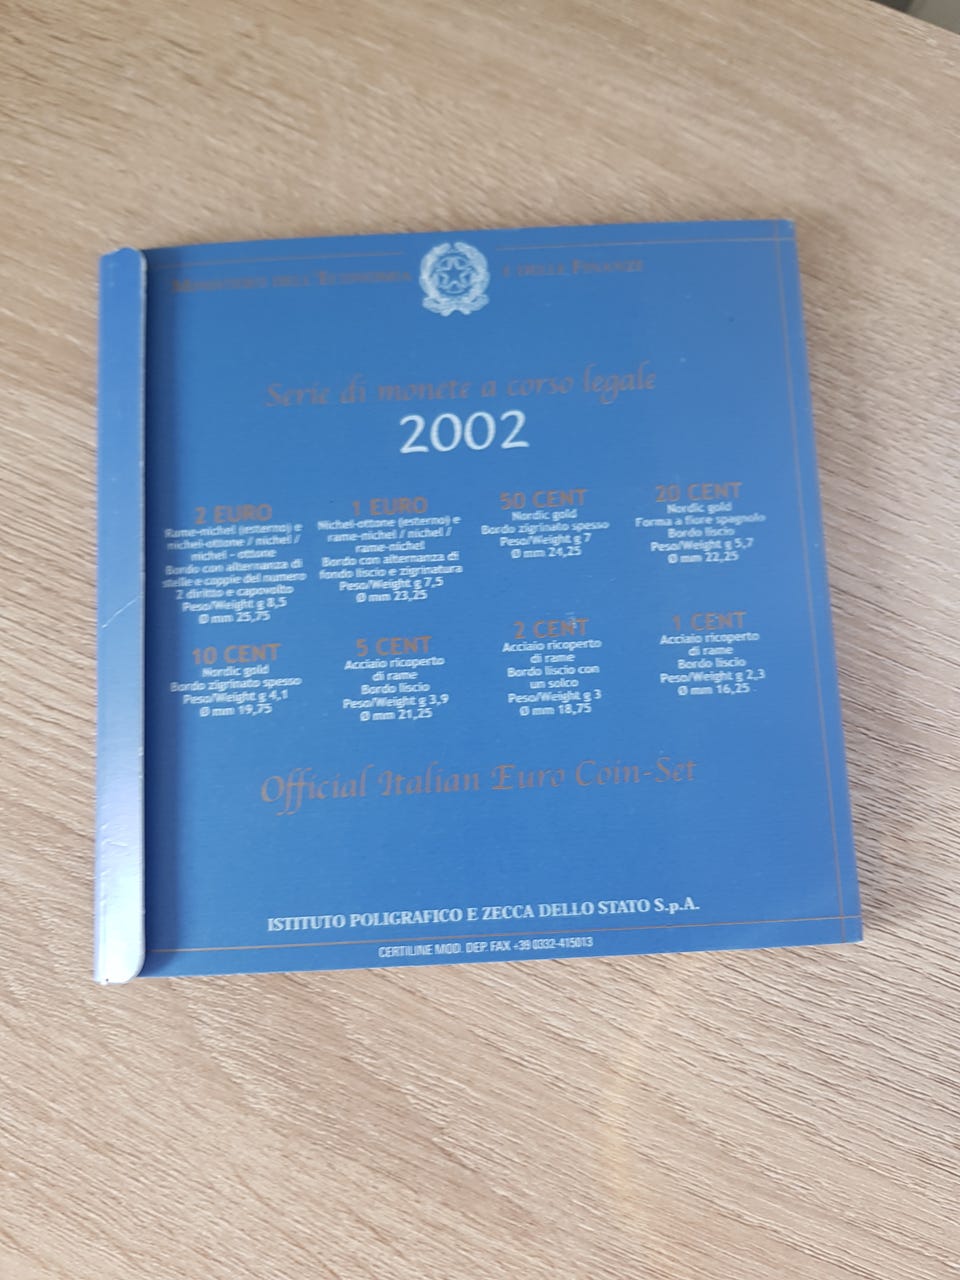 MINISTERO DELL'ECONOMIA E DELLE FINANZE
Serie di monete a corso legale
2002
2 EURO
Rame-nichel (esterno) e
nichel-ottone / nichel /
nichel - ottone
Bordo con alternanza di
stelle e coppie del numero
2 diritto e capovolto
Peso/Weight g 8,5
Ø mm 25,75
1 EURO
Nichel-ottone (esterno) e
rame-nichel / nichel /
rame-nichel
Bordo con alternanza di
fondo liscio e zigrinatura
Peso/Weight g 7,5
Ø mm 23,25
50 CENT
Nordic gold
Bordo zigrinato spesso
Peso/Weight g 7
Ø mm 24,25
20 CENT
Nordic gold
Forma a fiore spagnolo
Bordo liscio
Peso/Weight g 5,7
Ø mm 22,25
10 CENT
Nordic gold
Bordo zigrinato spesso
Peso/Weight g 4,1
Ø mm 19,75
5 CENT
Acciaio ricoperto
di rame
Bordo liscio
Peso/Weight g 3,9
Ø mm 21,25
2 CENT
Acciaio ricoperto
di rame
Bordo liscio con
un solco
Peso/Weight g 3
Ø mm 18,75
1 CENT
Acciaio ricoperto
di rame
Bordo liscio
Peso/Weight g 2,3
Ø mm 16,25
Official Italian Euro Coin-Set
ISTITUTO POLIGRAFICO E ZECCA DELLO STATO S.p.A.
CERTILINE MOD. DEP. FAX +39 0332-415013